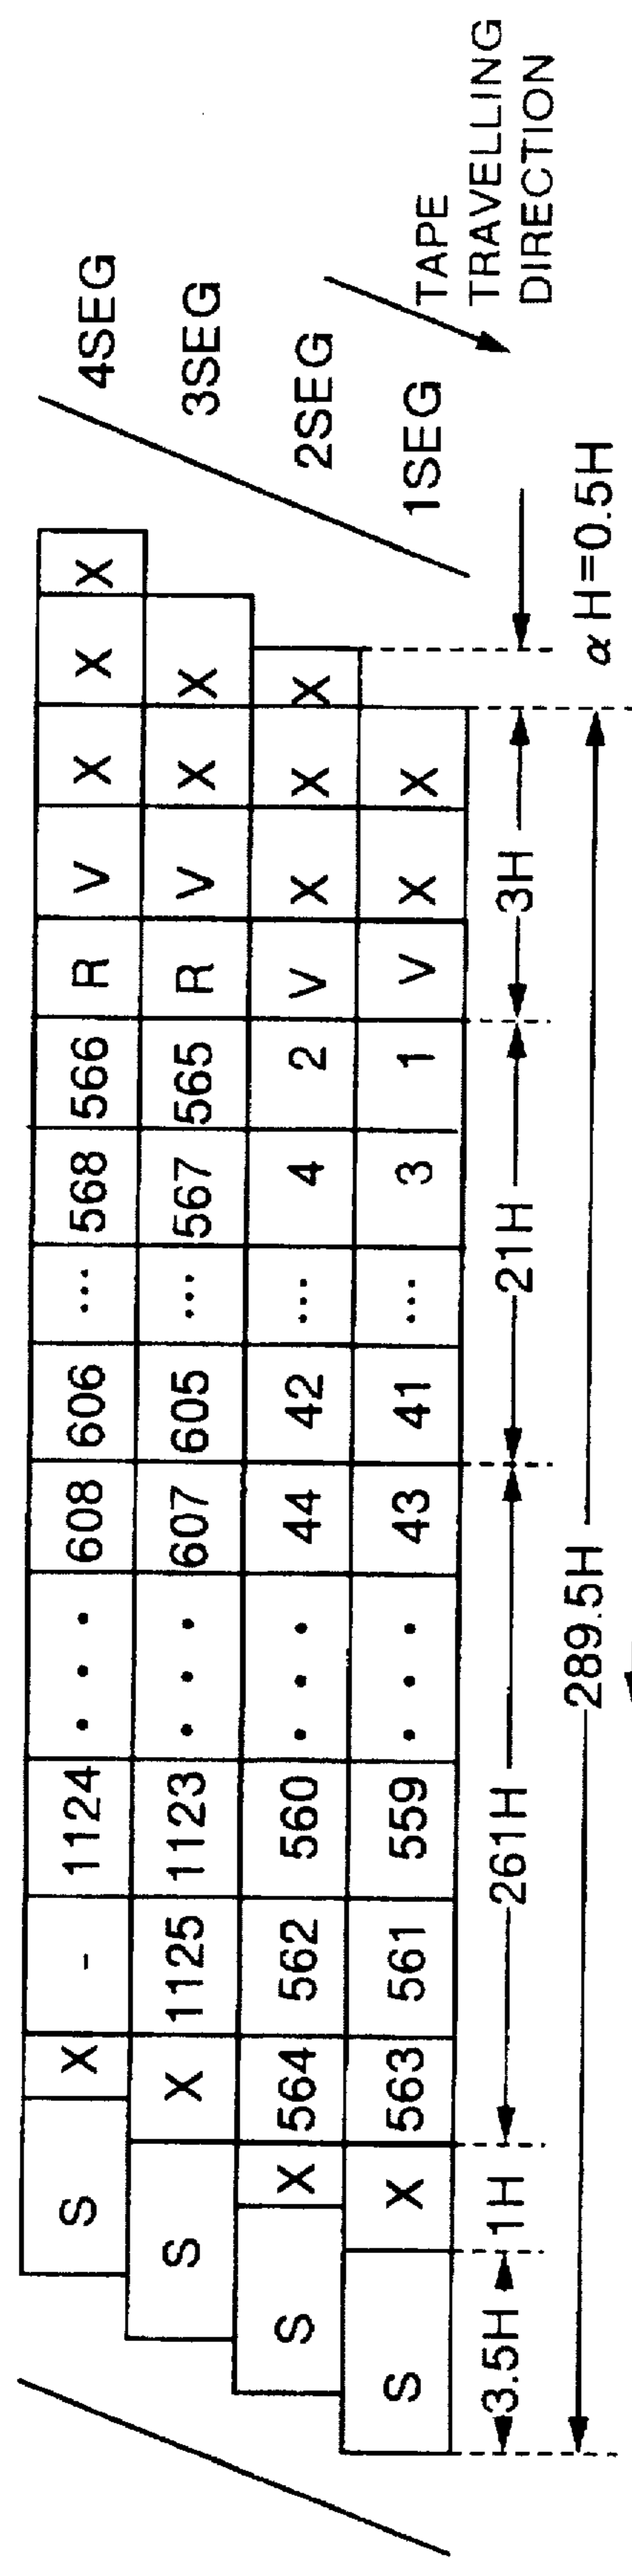 S X - 1124 . . . 608 606 ... 568 566 R V X X X 4SEG
S X 1125 1123 . . . 607 605 ... 567 565 R V X X 3SEG
S X 564 562 560 . . . 44 42 ... 4 2 V X X X 2SEG
S X 563 561 559 . . . 43 41 ... 3 1 V X X 1SEG
TAPE
TRAVELLING
DIRECTION
3.5H 1H 261H 21H 3H
289.5H α H=0.5H